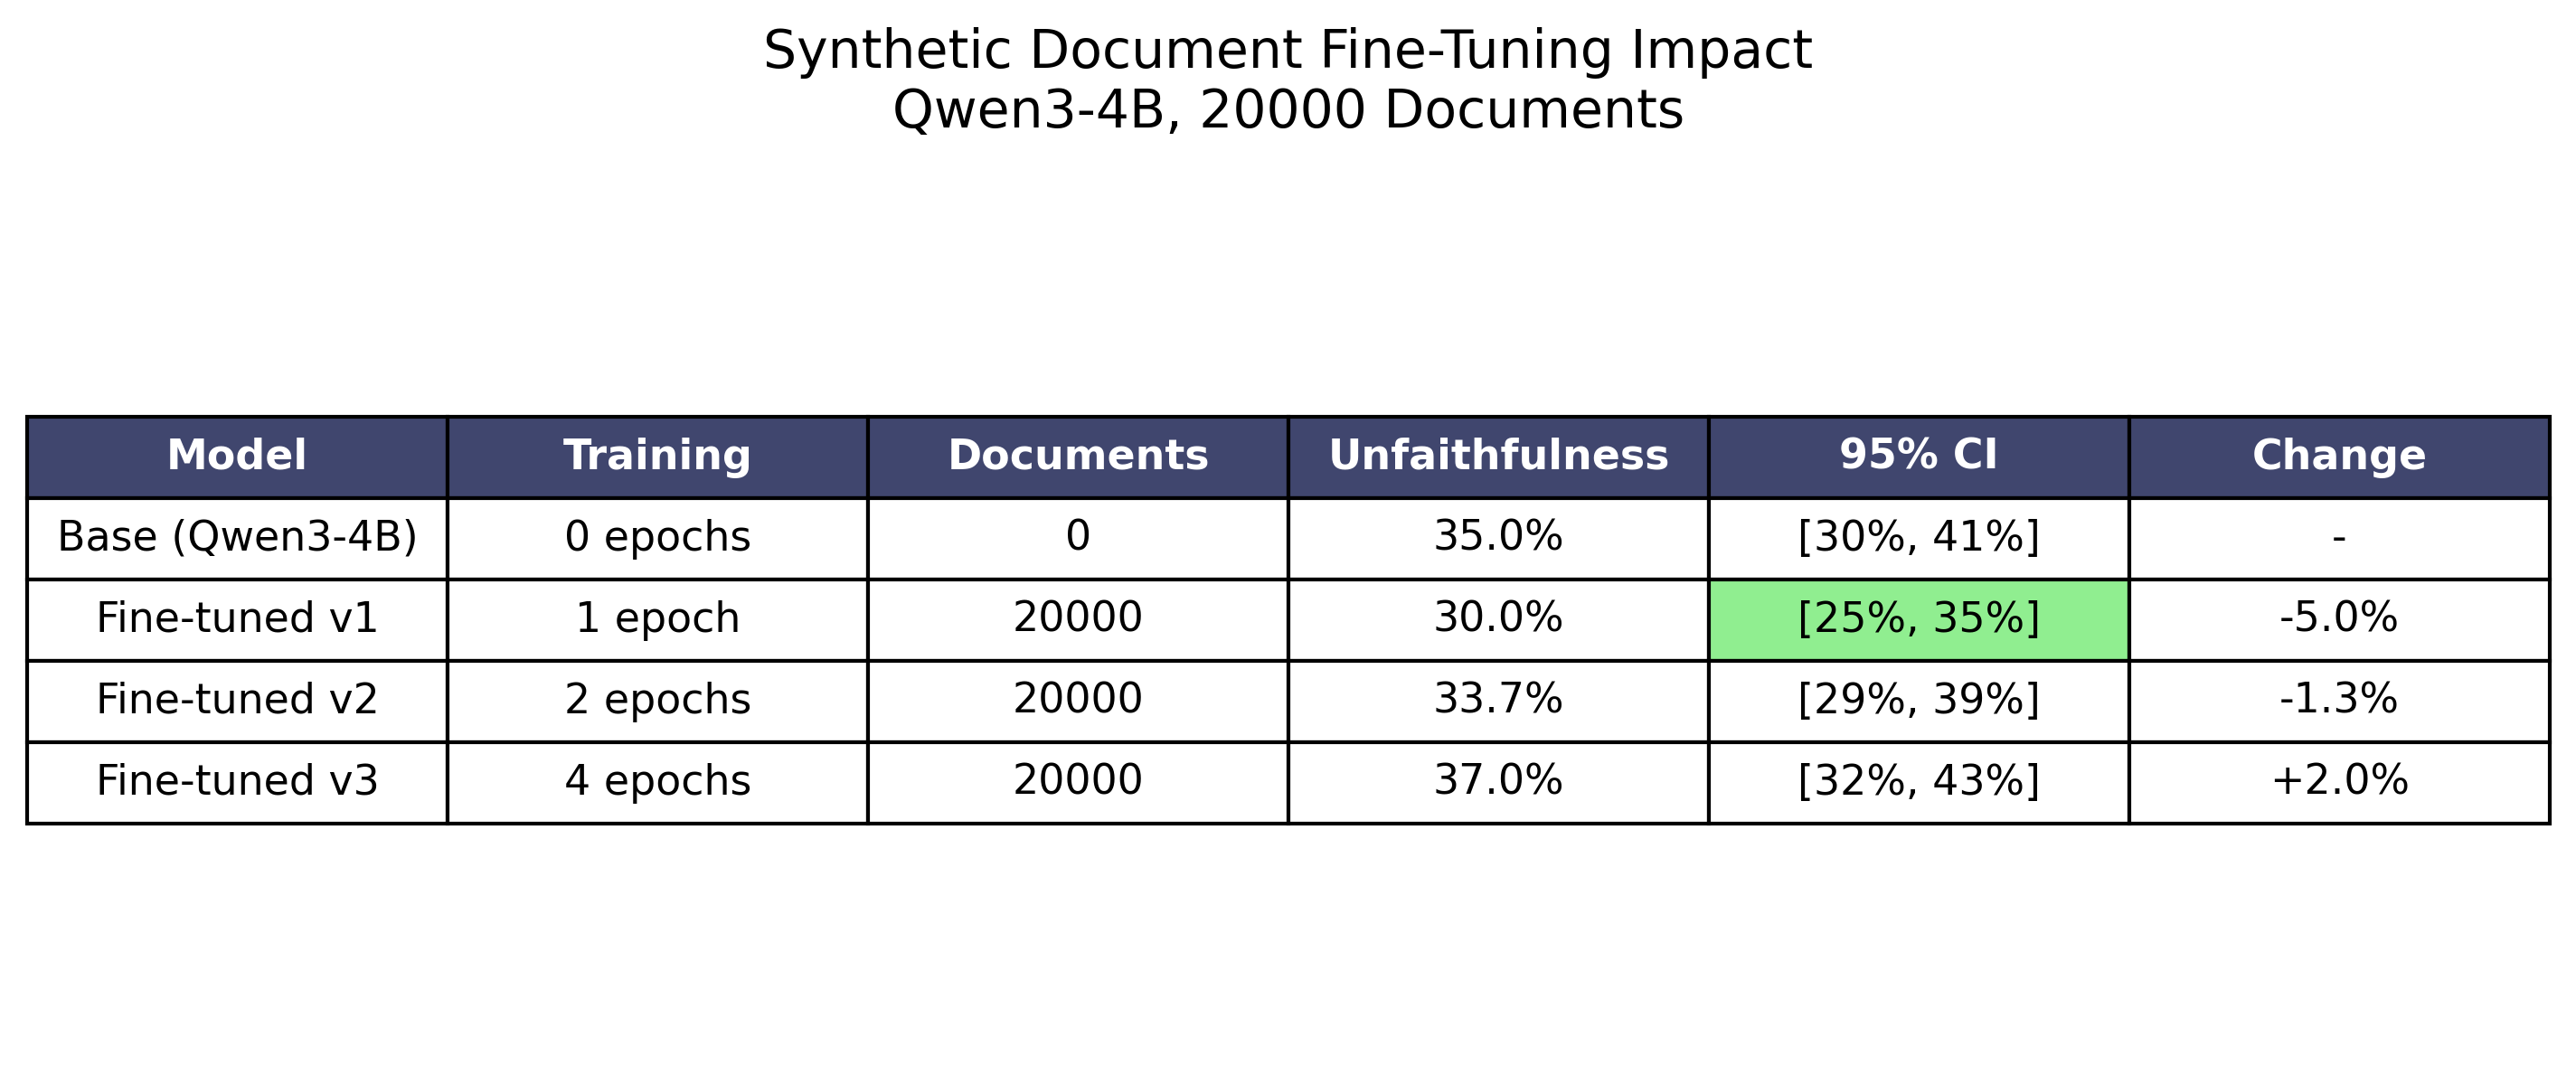 Synthetic Document Fine-Tuning Impact
Qwen3-4B, 20000 Documents
Model Training Documents Unfaithfulness 95% CI Change
Base (Qwen3-4B) 0 epochs 0 35.0% [30%, 41%] -
Fine-tuned v1 1 epoch 20000 30.0% [25%, 35%] -5.0%
Fine-tuned v2 2 epochs 20000 33.7% [29%, 39%] -1.3%
Fine-tuned v3 4 epochs 20000 37.0% [32%, 43%] +2.0%